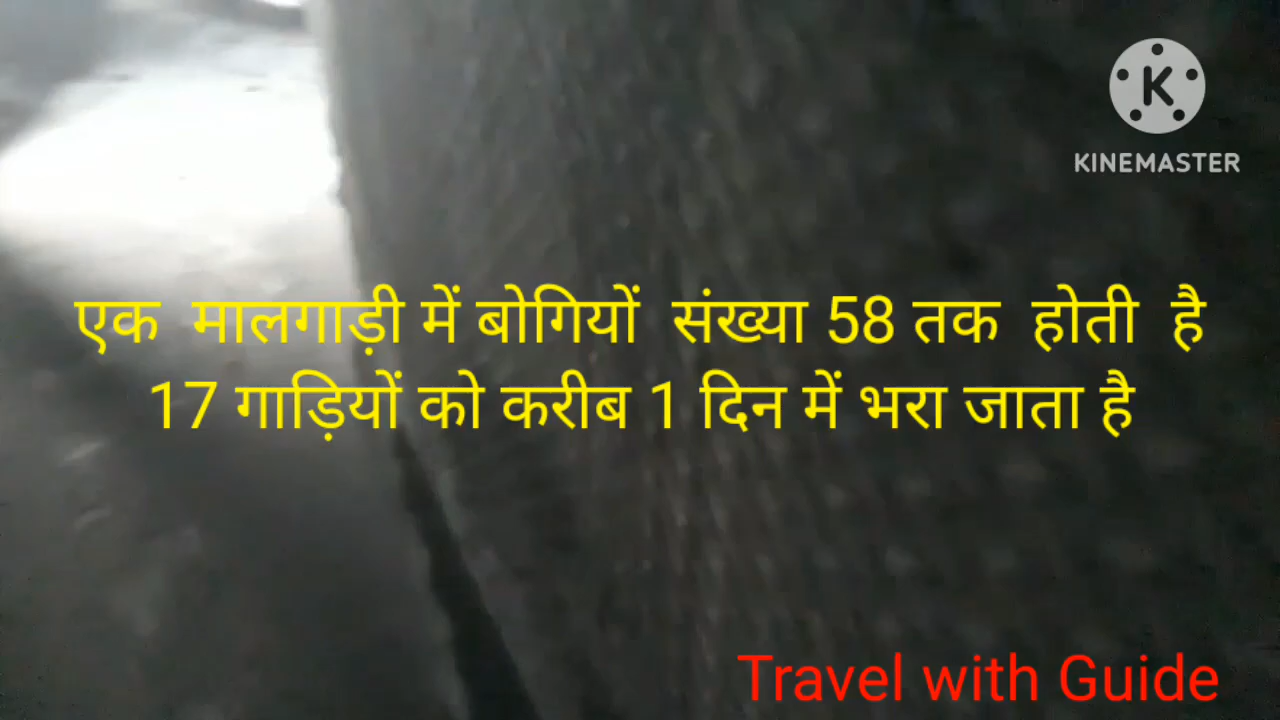 KINEMASTER
एक मालगाड़ी में बोगियों संख्या 58 तक होती है
17 गाड़ियों को करीब 1 दिन में भरा जाता है
Travel with Guide